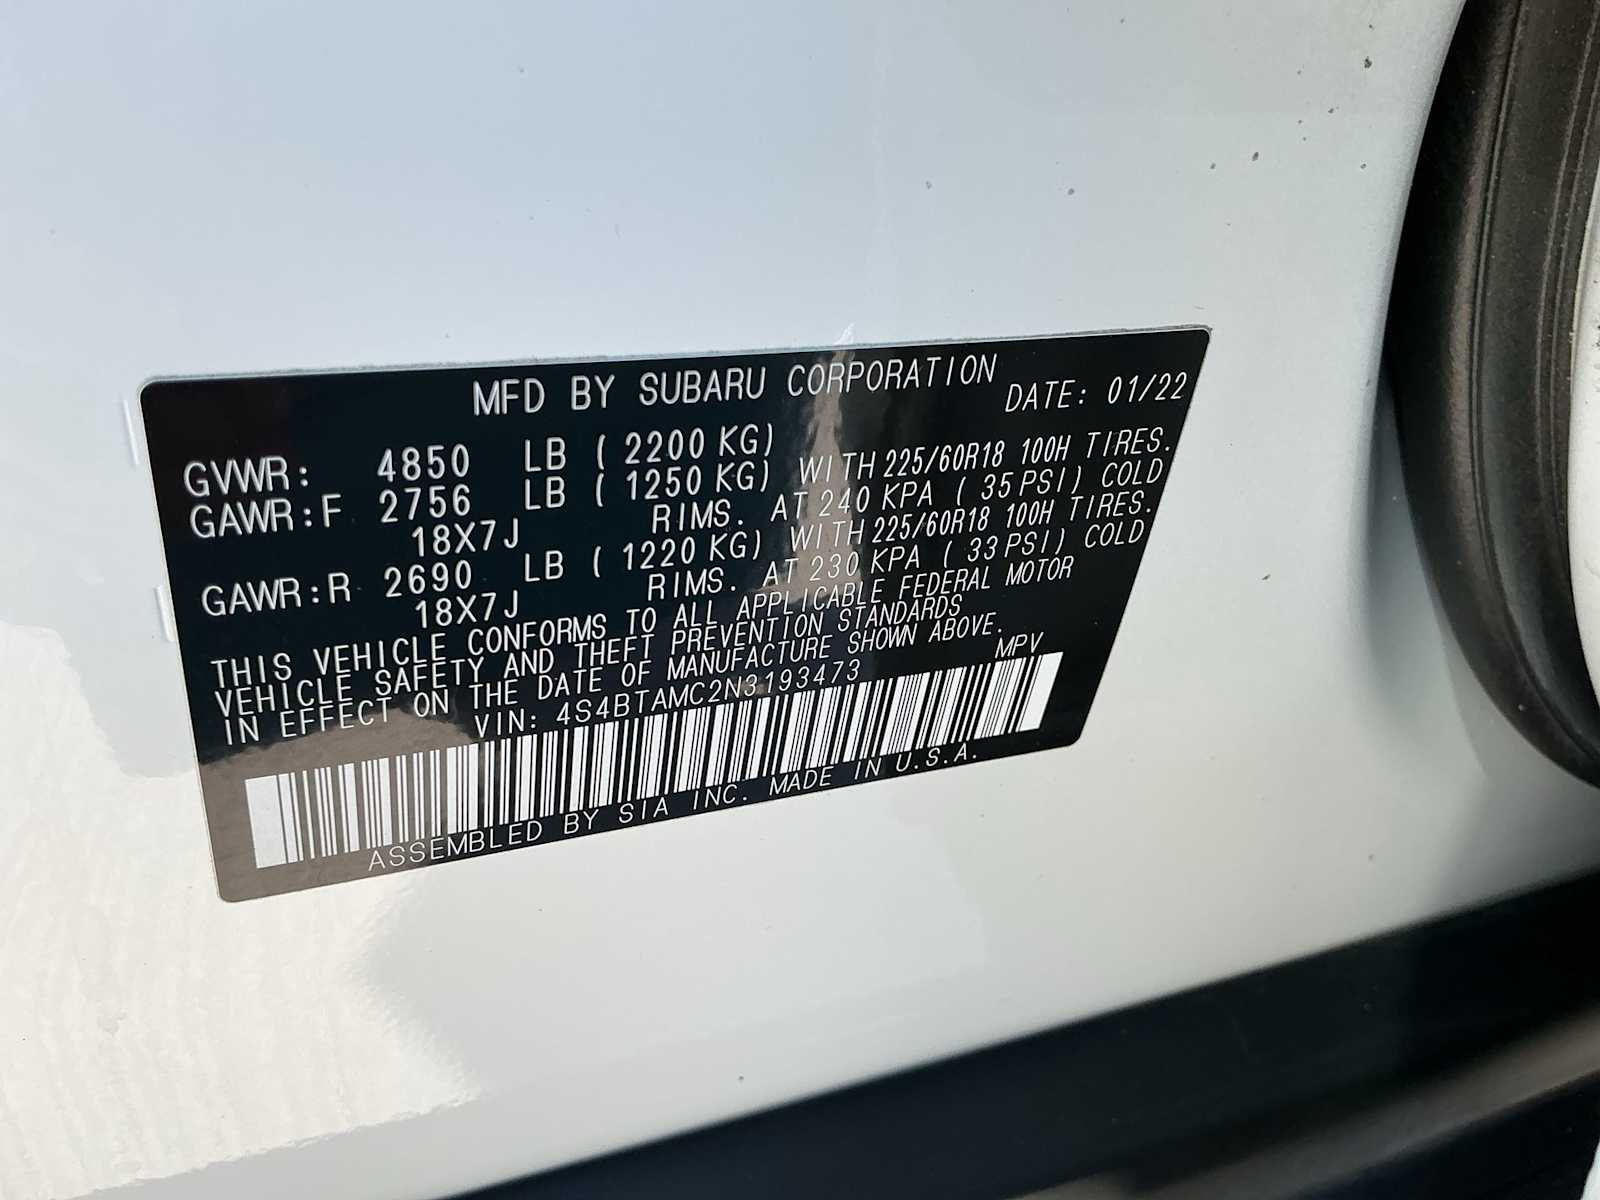 MFD BY SUBARU CORPORATION DATE: 01/22
GVWR: 4850 LB ( 2200 KG)
GAWR:F 2756 LB ( 1250 KG) WITH 225/60R18 100H TIRES.
18X7J RIMS. AT 240 KPA ( 35 PSI) COLD
GAWR:R 2690 LB ( 1220 KG) WITH 225/60R18 100H TIRES.
18X7J RIMS. AT 230 KPA ( 33 PSI) COLD
THIS VEHICLE CONFORMS TO ALL APPLICABLE FEDERAL MOTOR
VEHICLE SAFETY AND THEFT PREVENTION STANDARDS
IN EFFECT ON THE DATE OF MANUFACTURE SHOWN ABOVE.
VIN: 4S4BTAMC2N3193473 MPV
ASSEMBLED BY SIA INC. MADE IN U.S.A.